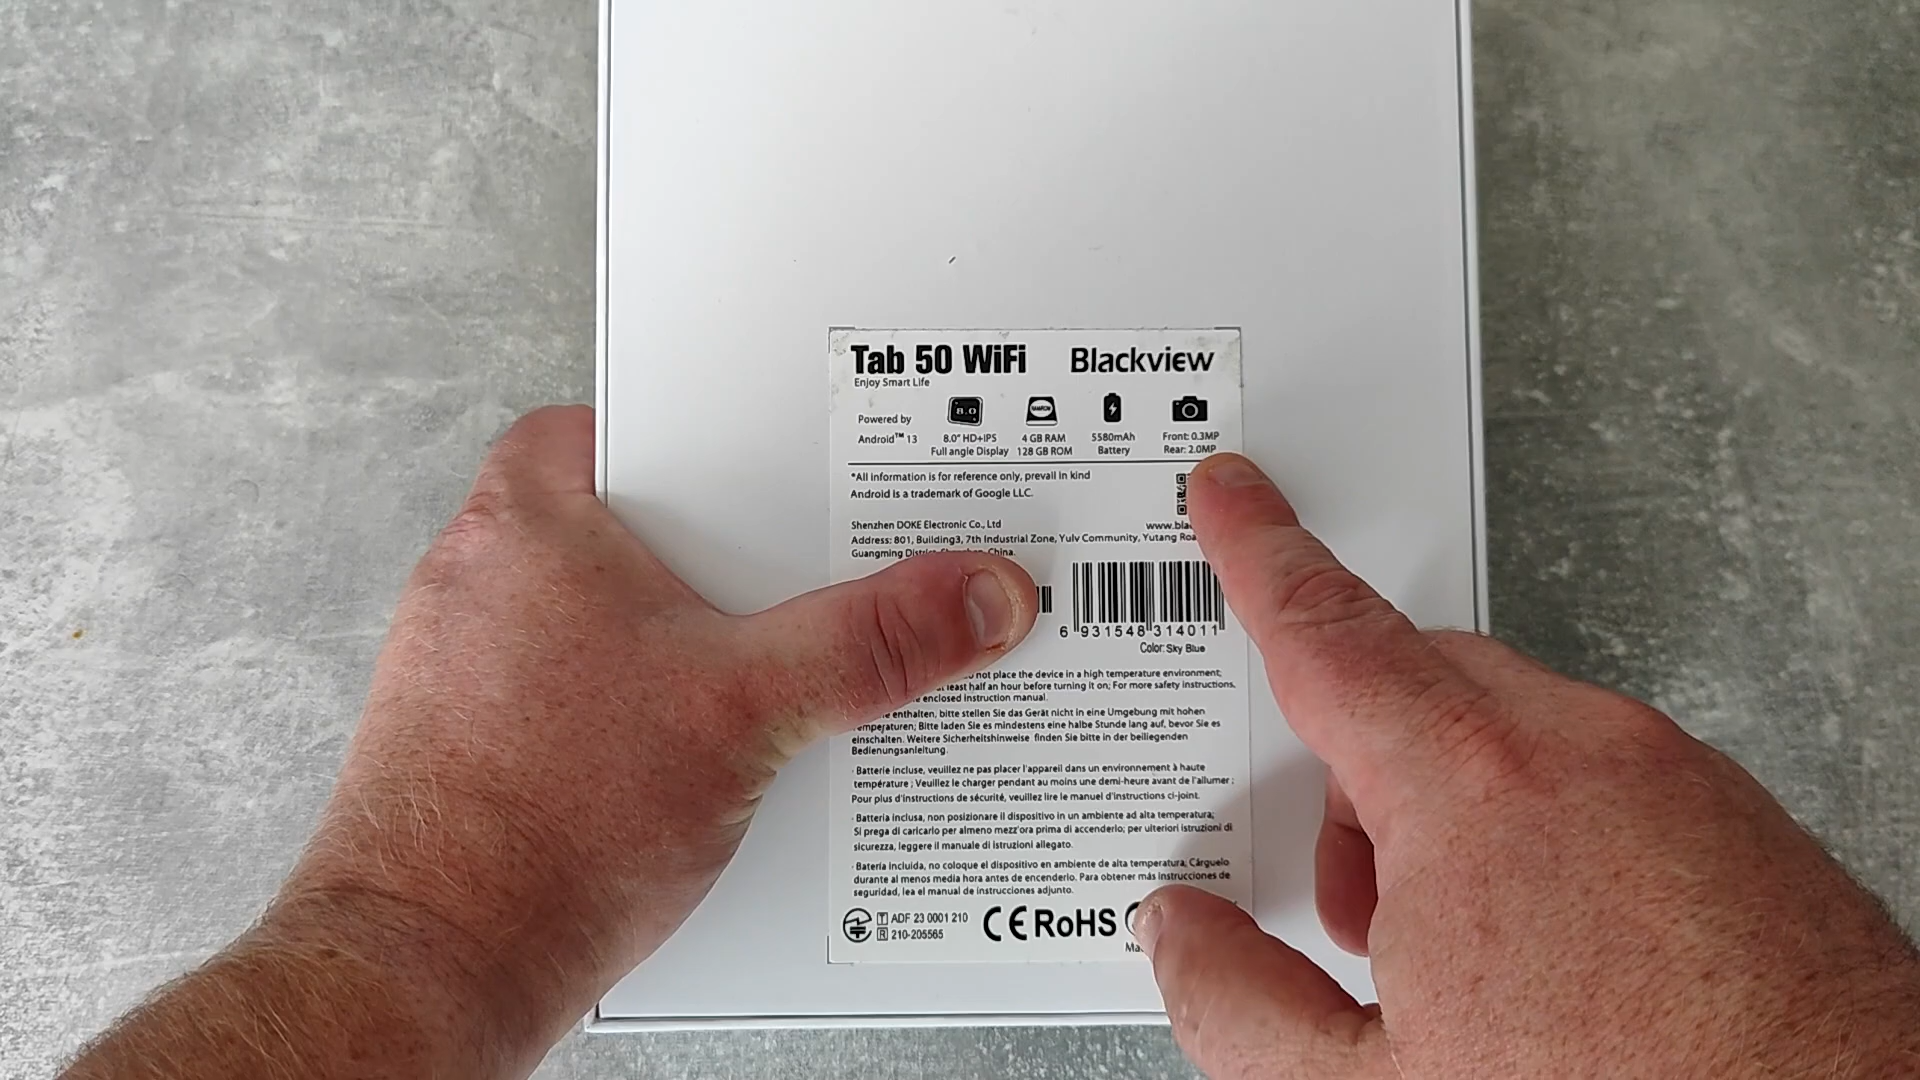 Tab 50 WiFi Blackview
Enjoy Smart Life
8.0
Powered by
Android™ 13
8.0" HD+IPS
Full angle Display
4 GB RAM
128 GB ROM
5580mAh
Battery
Front: 0.3MP
Rear: 2.0MP
*All information is for reference only, prevail in kind
Android is a trademark of Google LLC.
Shenzhen DOKE Electronic Co., Ltd
www.bla
Address: 801, Building3, 7th Industrial Zone, Yulv Community, Yutang Roa
Guangming District, Shenzhen, China.
6 931548 314011
Color: Sky Blue
not place the device in a high temperature environment;
least half an hour before turning it on; For more safety instructions,
enclosed instruction manual.
enthalten, bitte stellen Sie das Gerät nicht in eine Umgebung mit hohen
Temperaturen; Bitte laden Sie es mindestens eine halbe Stunde lang auf, bevor Sie es
einschalten. Weitere Sicherheitshinweise finden Sie bitte in der beiliegenden
Bedienungsanleitung.
· Batterie incluse, veuillez ne pas placer l'appareil dans un environnement à haute
température ; Veuillez le charger pendant au moins une demi-heure avant de l'allumer ;
Pour plus d'instructions de sécurité, veuillez lire le manuel d'instructions ci-joint.
· Batteria inclusa, non posizionare il dispositivo in un ambiente ad alta temperatura;
Si prega di caricarlo per almeno mezz'ora prima di accenderlo; per ulteriori istruzioni di
sicurezza, leggere il manuale di istruzioni allegato.
· Batería incluida, no coloque el dispositivo en ambiente de alta temperatura; Cárguelo
durante al menos media hora antes de encenderlo. Para obtener más instrucciones de
seguridad, lea el manual de instrucciones adjunto.
T ADF 23 0001 210
R 210-205565
CE RoHS
Ma